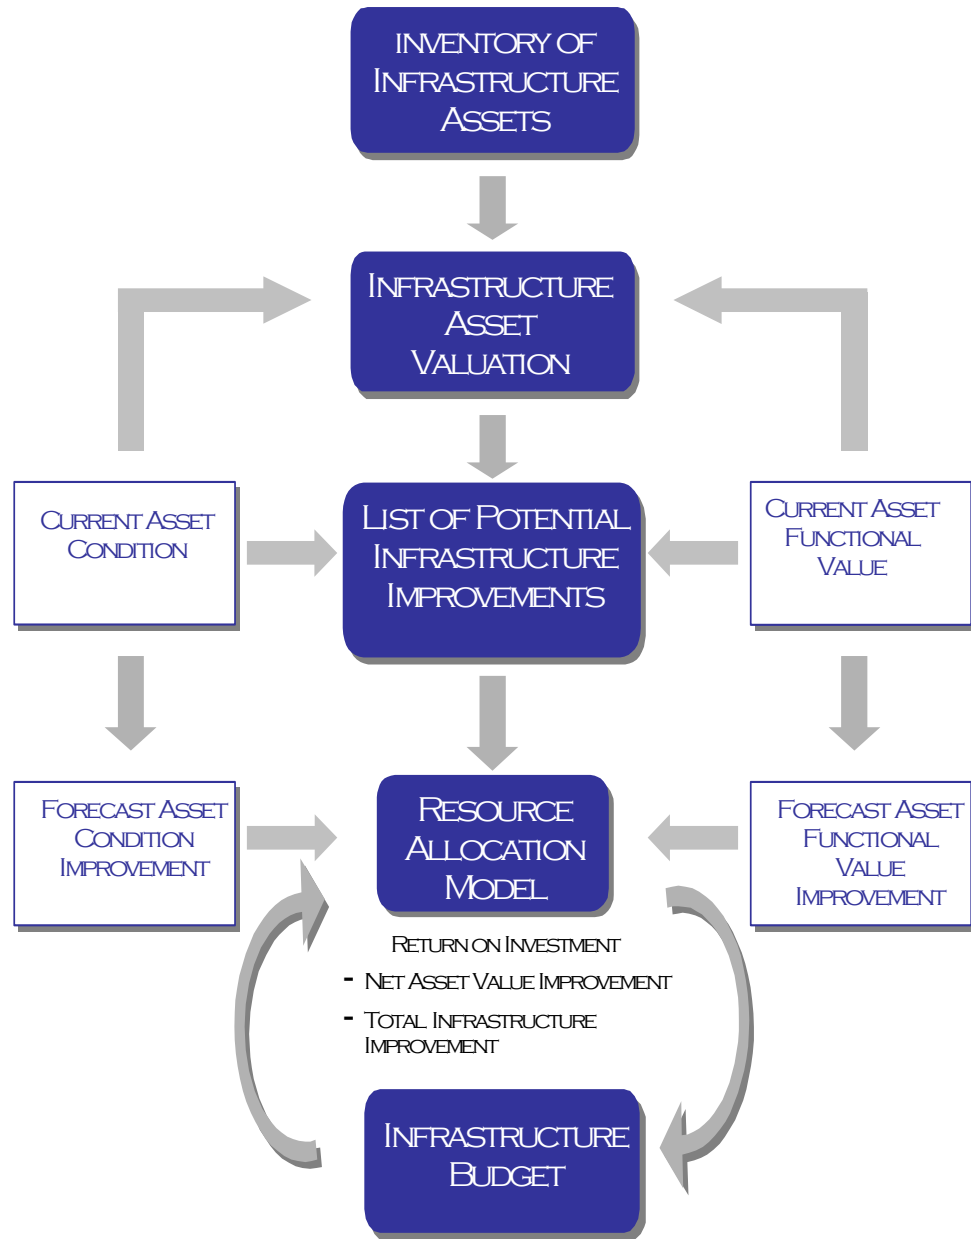 INVENTORY OF
INFRASTRUCTURE
ASSETS
INFRASTRUCTURE
ASSET
VALUATION
CURRENT ASSET
CONDITION
LIST OF POTENTIAL
INFRASTRUCTURE
IMPROVEMENTS
CURRENT ASSET
FUNCTIONAL
VALUE
FORECAST ASSET
CONDITION
IMPROVEMENT
RESOURCE
ALLOCATION
MODEL
FORECAST ASSET
FUNCTIONAL
VALUE
IMPROVEMENT
RETURN ON INVESTMENT
- NET ASSET VALUE IMPROVEMENT
- TOTAL INFRASTRUCTURE
IMPROVEMENT
INFRASTRUCTURE
BUDGET